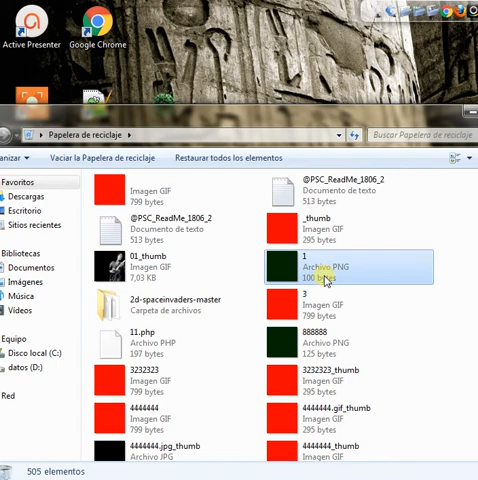 Active Presenter
Google Chrome
Papelera de reciclaje
Buscar Papelera de reciclaje
anizar
Vaciar la Papelera de reciclaje
Restaurar todos los elementos
Favoritos
Descargas
Escritorio
Sitios recientes
Bibliotecas
Documentos
Imágenes
Música
Videos
Equipo
Disco local (C:)
datos (D:)
Red
Imagen GIF
799 bytes
@PSC_ReadMe_1806_2
Documento de texto
513 bytes
@PSC_ReadMe_1806_2
Documento de texto
513 bytes
_thumb
Imagen GIF
295 bytes
01_thumb
Imagen GIF
7,03 KB
1
Archivo PNG
100 bytes
2d-spaceinvaders-master
Carpeta de archivos
3
Imagen GIF
799 bytes
11.php
Archivo PHP
197 bytes
888888
Archivo PNG
125 bytes
3232323
Imagen GIF
799 bytes
3232323_thumb
Imagen GIF
295 bytes
4444444
Imagen GIF
799 bytes
4444444.gif_thumb
Imagen GIF
295 bytes
4444444.jpg_thumb
Archivo JPG
4444444_thumb
Imagen GIF
505 elementos